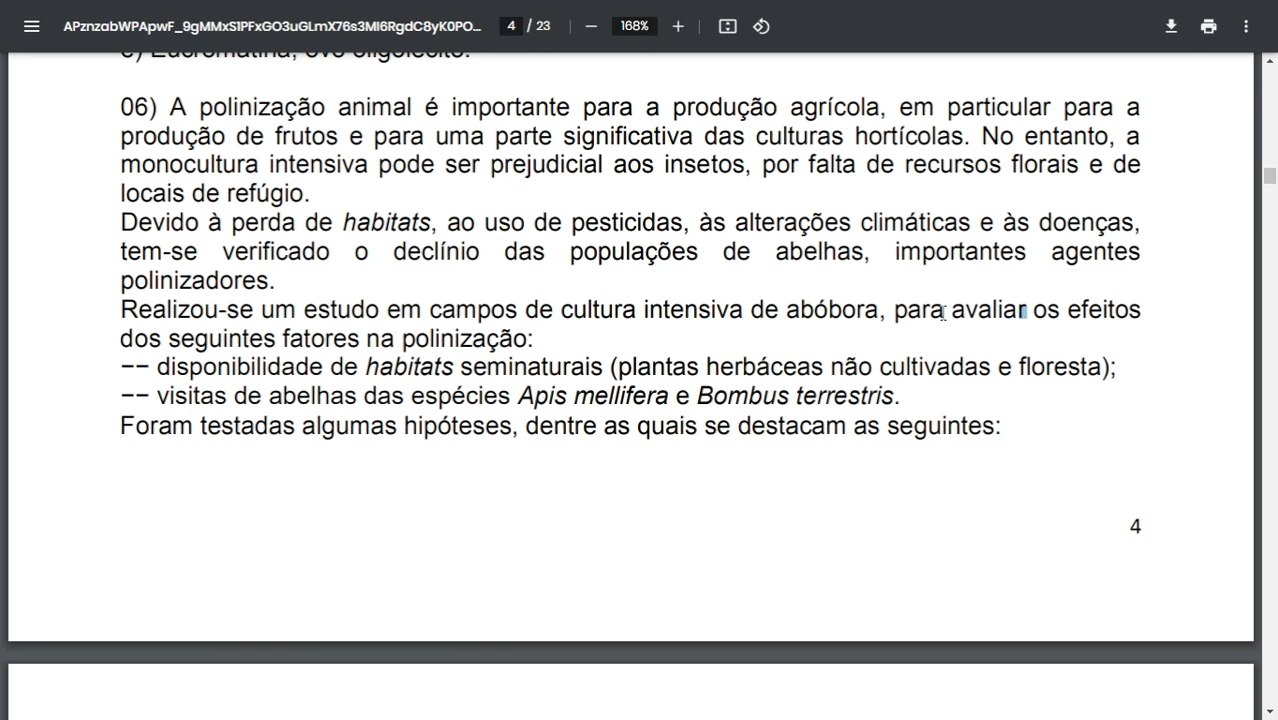 APznzabWPApwF_9gMMxS1PFxGO3uGLmX76s3MI6RgdC8yK0PO... 4 / 23 168%
e) Eucromatina, ovo oligolécito.
06) A polinização animal é importante para a produção agrícola, em particular para a
produção de frutos e para uma parte significativa das culturas hortícolas. No entanto, a
monocultura intensiva pode ser prejudicial aos insetos, por falta de recursos florais e de
locais de refúgio.
Devido à perda de habitats, ao uso de pesticidas, às alterações climáticas e às doenças,
tem-se verificado o declínio das populações de abelhas, importantes agentes
polinizadores.
Realizou-se um estudo em campos de cultura intensiva de abóbora, para avaliar os efeitos
dos seguintes fatores na polinização:
−− disponibilidade de habitats seminaturais (plantas herbáceas não cultivadas e floresta);
−− visitas de abelhas das espécies Apis mellifera e Bombus terrestris.
Foram testadas algumas hipóteses, dentre as quais se destacam as seguintes:
4